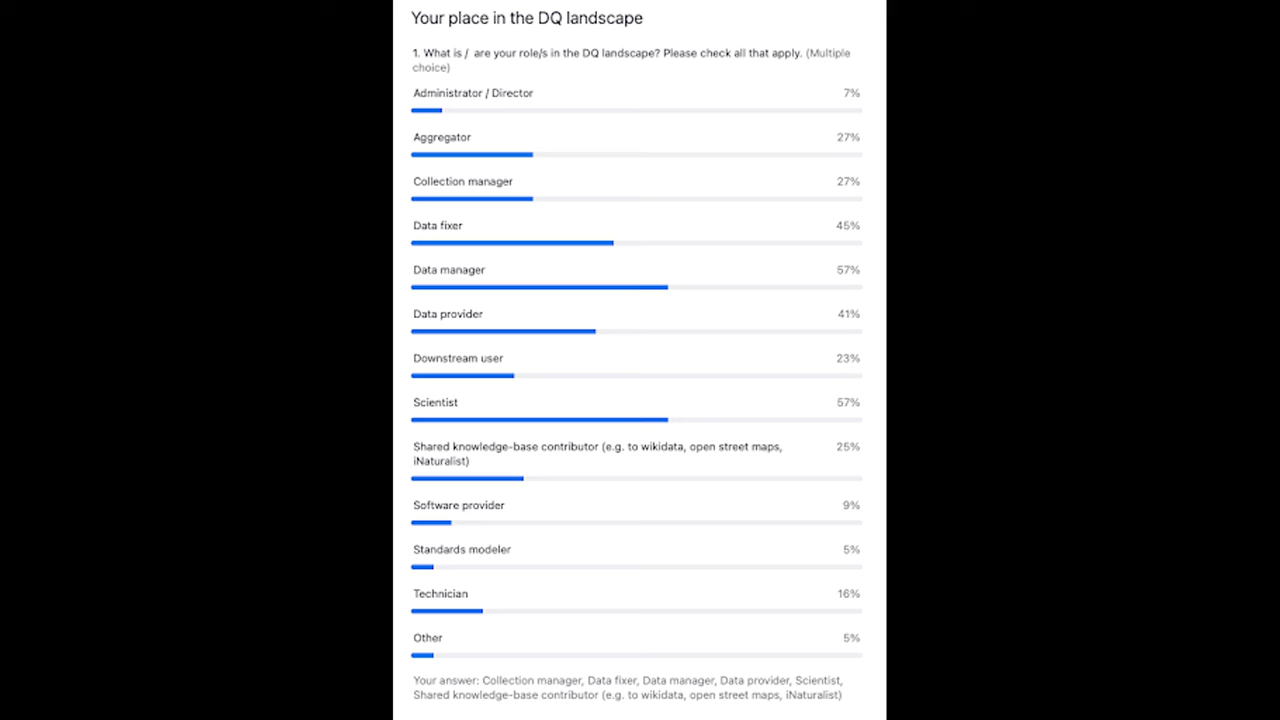 Your place in the DQ landscape
1. What is / are your role/s in the DQ landscape? Please check all that apply. (Multiple
choice)
Administrator / Director 7%
Aggregator 27%
Collection manager 27%
Data fixer 45%
Data manager 57%
Data provider 41%
Downstream user 23%
Scientist 57%
Shared knowledge-base contributor (e.g. to wikidata, open street maps, 25%
iNaturalist)
Software provider 9%
Standards modeler 5%
Technician 16%
Other 5%
Your answer: Collection manager, Data fixer, Data manager, Data provider, Scientist,
Shared knowledge-base contributor (e.g. to wikidata, open street maps, iNaturalist)